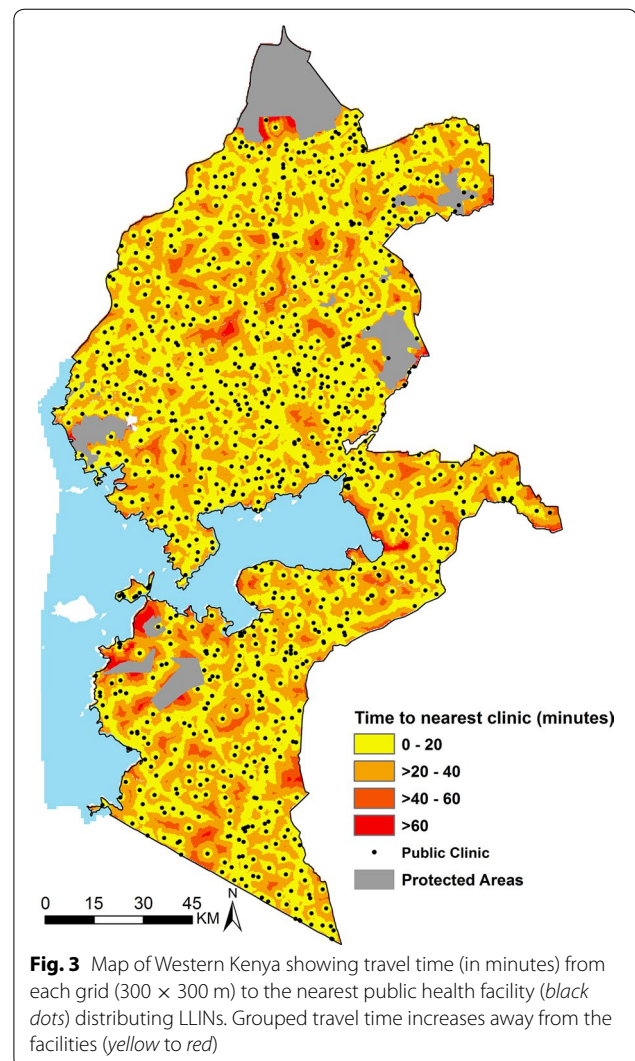 Time to nearest clinic (minutes)
0 - 20
>20 - 40
>40 - 60
>60
Public Clinic
Protected Areas
0 15 30 45
KM
N
Fig. 3 Map of Western Kenya showing travel time (in minutes) from
each grid (300 × 300 m) to the nearest public health facility (black
dots) distributing LLINs. Grouped travel time increases away from the
facilities (yellow to red)